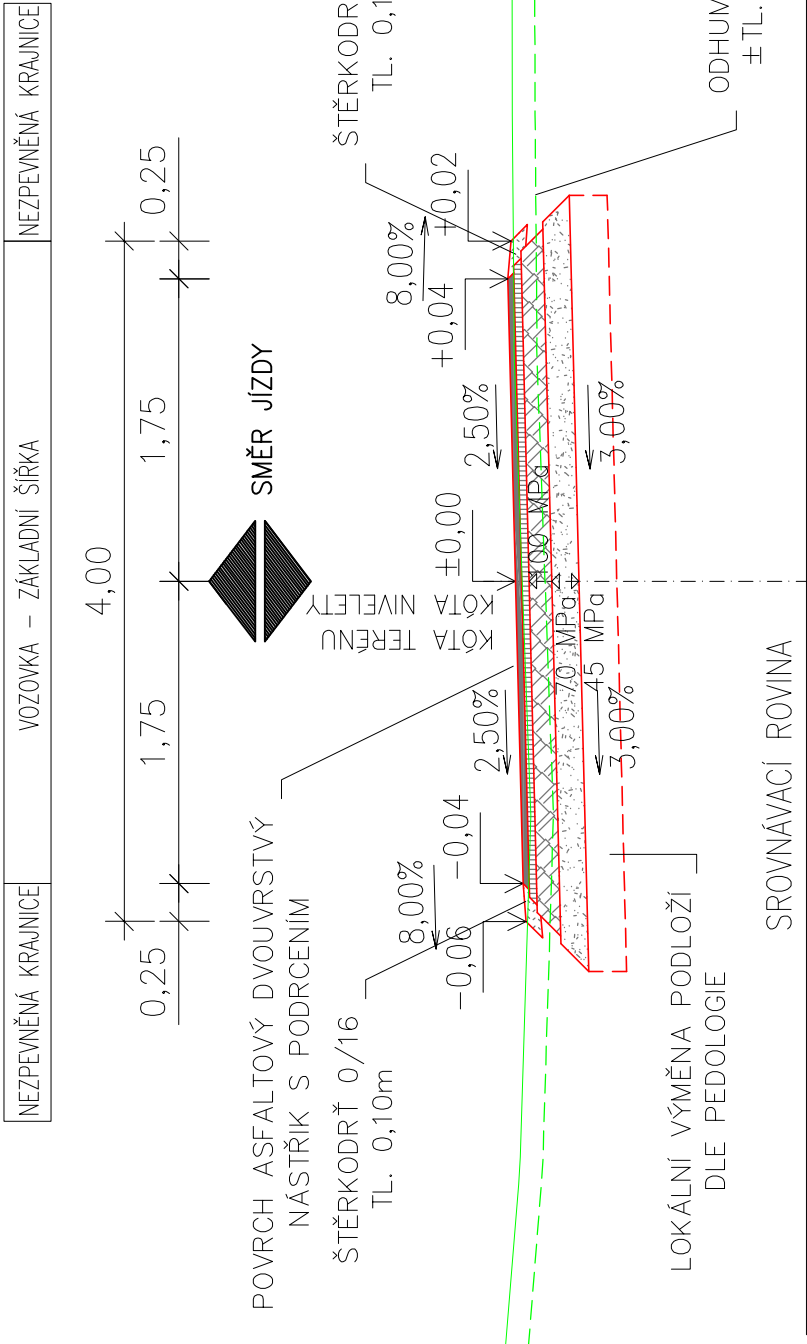 NEZPEVNĚNÁ KRAJNICE
VOZOVKA – ZÁKLADNÍ ŠÍŘKA
NEZPEVNĚNÁ KRAJNICE
4,00
0,25
1,75
1,75
0,25
SMĚR JÍZDY
POVRCH ASFALTOVÝ DVOUVRSTVÝ
NÁSTŘIK S PODRCENÍM
ŠTĚRKODRŤ 0/16
TL. 0,10m
KÓTA NIVELETY
KÓTA TERÉNU
±0,00
ŠTĚRKODR
TL. 0,1
8,00%
8,00%
-0,06
-0,04
+0,04
+0,02
2,50%
2,50%
100 MPa
70 MPa
45 MPa
3,00%
3,00%
LOKÁLNÍ VÝMĚNA PODLOŽÍ
DLE PEDOLOGIE
ODHUM
±TL.
SROVNÁVACÍ ROVINA